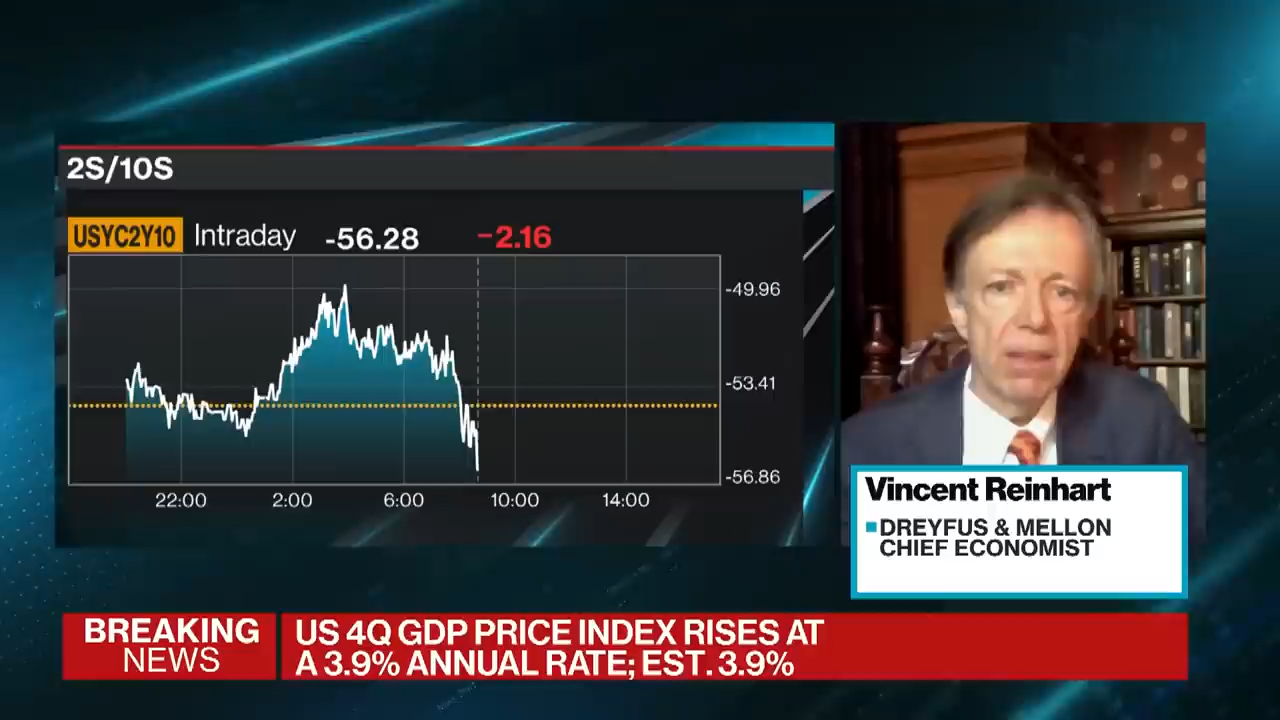 2S/10S
USYC2Y10 Intraday -56.28 -2.16
-49.96
-53.41
-56.86
22:00 2:00 6:00 10:00 14:00
Vincent Reinhart
DREYFUS & MELLON
CHIEF ECONOMIST
BREAKING
NEWS
US 4Q GDP PRICE INDEX RISES AT
A 3.9% ANNUAL RATE; EST. 3.9%